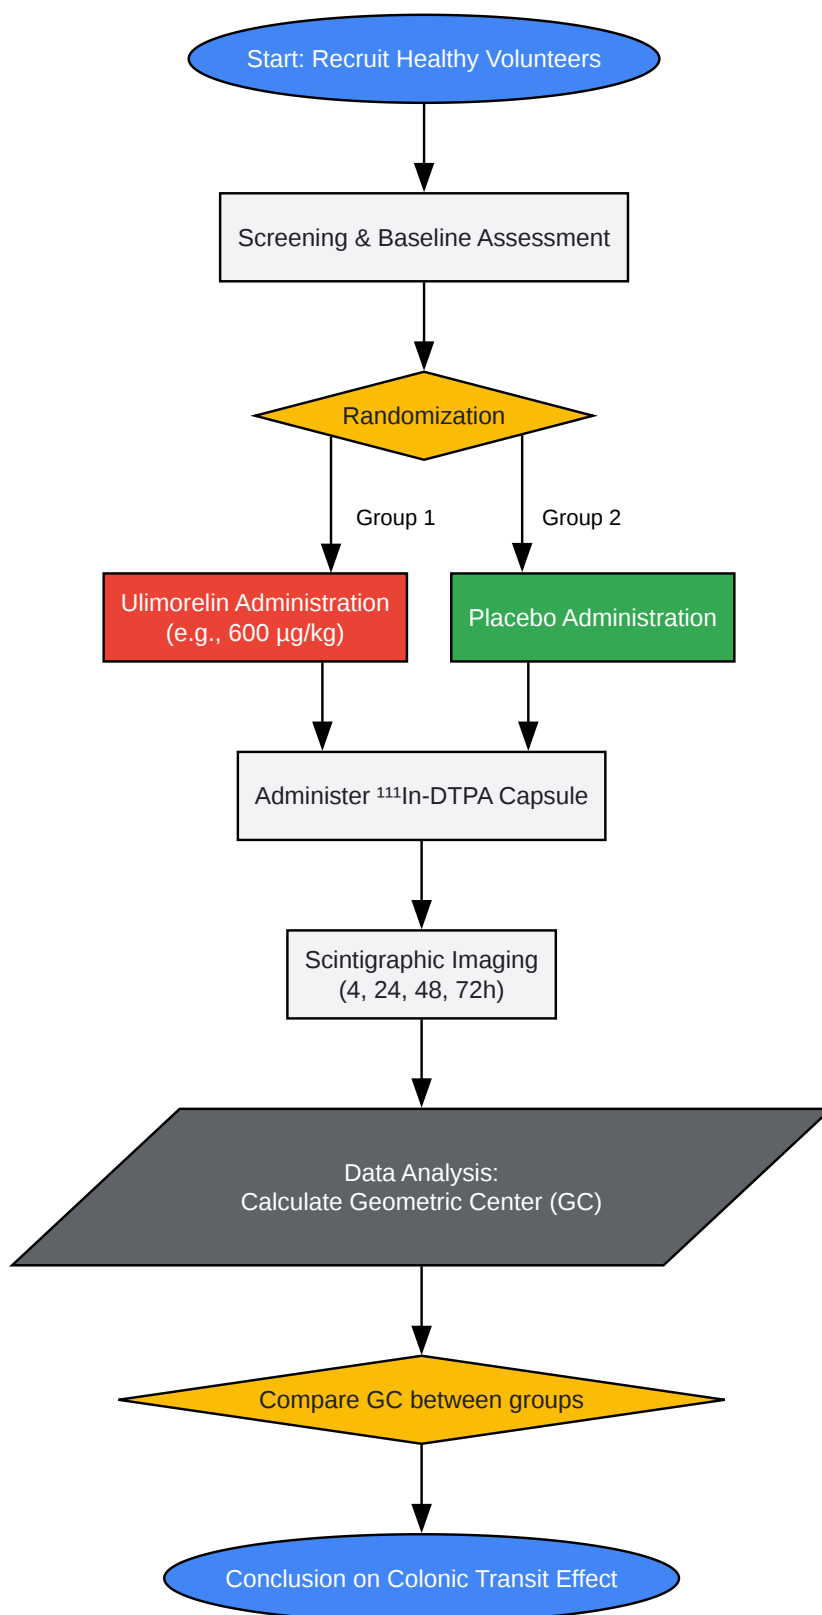 Start: Recruit Healthy Volunteers
Screening & Baseline Assessment
Randomization
Group 1
Group 2
Ulimorelin Administration
(e.g., 600 µg/kg)
Placebo Administration
Administer ¹¹¹In-DTPA Capsule
Scintigraphic Imaging
(4, 24, 48, 72h)
Data Analysis:
Calculate Geometric Center (GC)
Compare GC between groups
Conclusion on Colonic Transit Effect